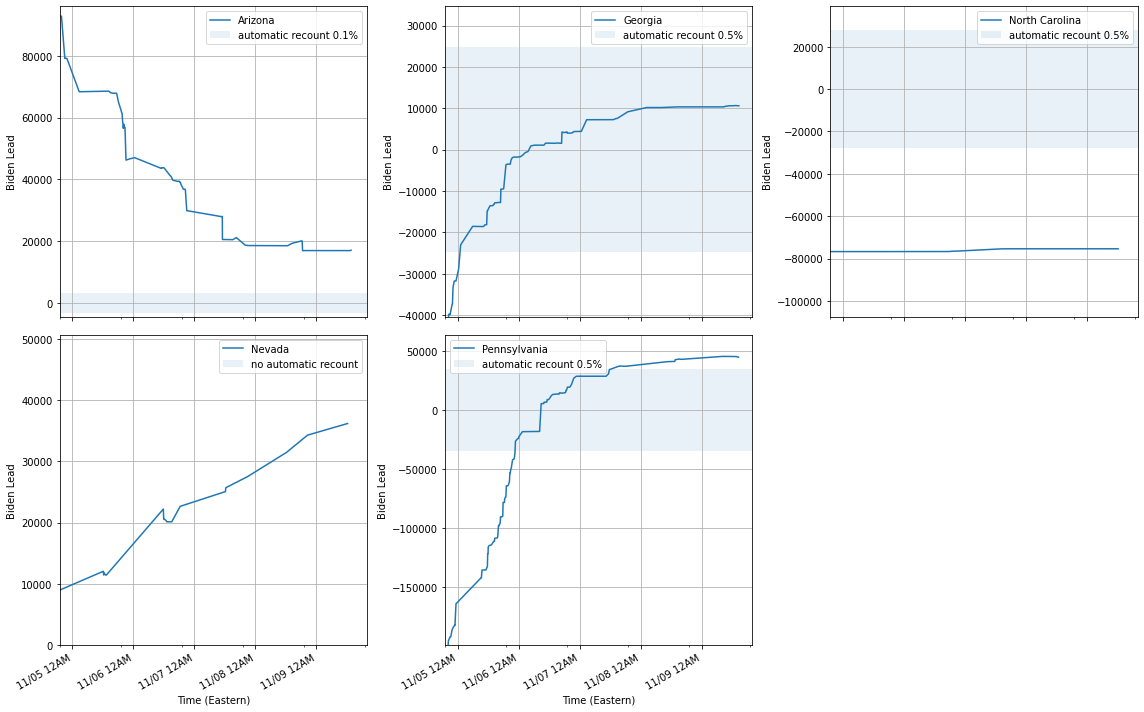 Arizona
automatic recount 0.1%
80000
60000
40000
20000
0
Biden Lead
Georgia
automatic recount 0.5%
30000
20000
10000
0
−10000
−20000
−30000
−40000
Biden Lead
North Carolina
automatic recount 0.5%
20000
0
−20000
−40000
−60000
−80000
−100000
Biden Lead
Nevada
no automatic recount
50000
40000
30000
20000
10000
0
Biden Lead
11/05 12AM
11/06 12AM
11/07 12AM
11/08 12AM
11/09 12AM
Time (Eastern)
Pennsylvania
automatic recount 0.5%
50000
0
−50000
−100000
−150000
Biden Lead
11/05 12AM
11/06 12AM
11/07 12AM
11/08 12AM
11/09 12AM
Time (Eastern)